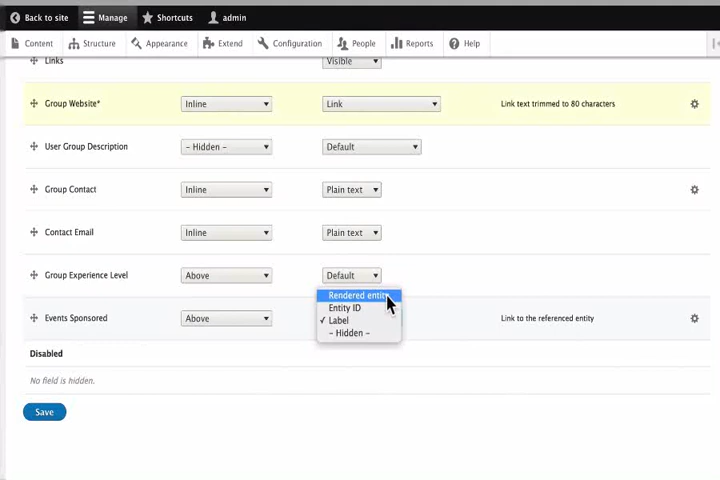 Back to site Manage Shortcuts admin
Content Structure Appearance Extend Configuration People Reports Help
Links Visible
Group Website* Inline Link Link text trimmed to 80 characters
User Group Description - Hidden - Default
Group Contact Inline Plain text
Contact Email Inline Plain text
Group Experience Level Above Default
Rendered entity
Entity ID
Events Sponsored Above ✓ Label Link to the referenced entity
- Hidden -
Disabled
No field is hidden.
Save